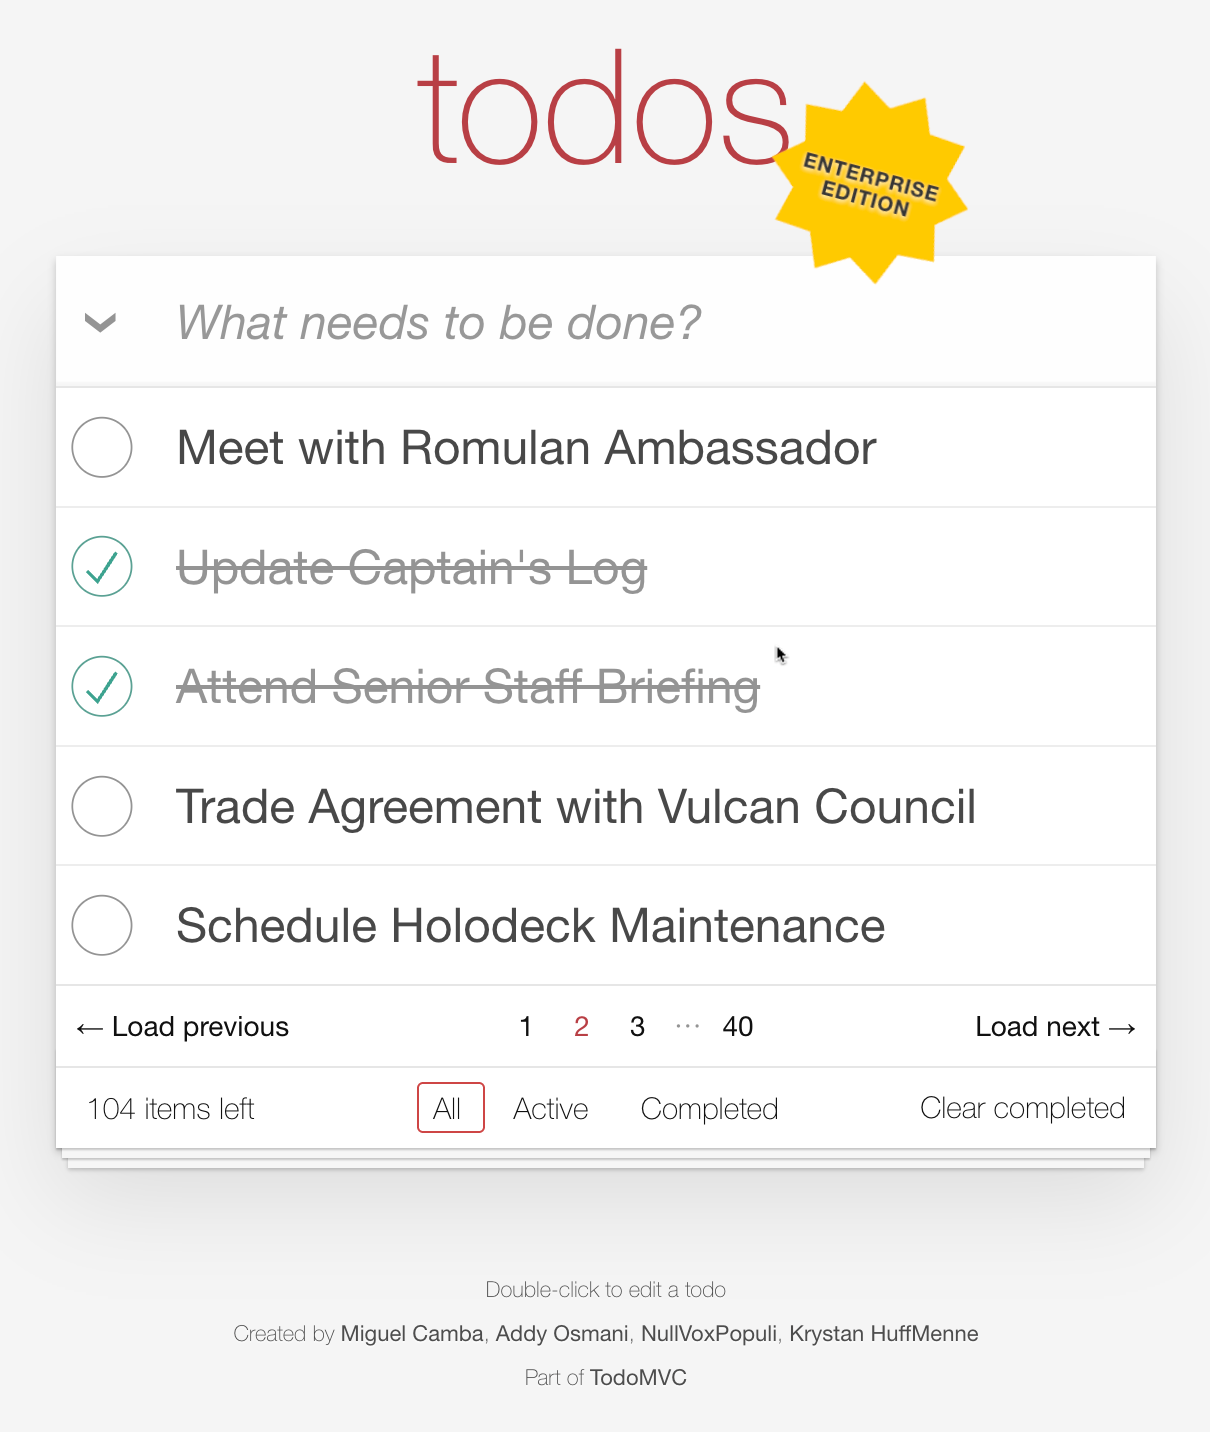 todos
ENTERPRISE
EDITION
What needs to be done?
Meet with Romulan Ambassador
Update Captain's Log
Attend Senior Staff Briefing
Trade Agreement with Vulcan Council
Schedule Holodeck Maintenance
← Load previous 1 2 3 ⋯ 40 Load next →
104 items left All Active Completed Clear completed
Double-click to edit a todo
Created by Miguel Camba, Addy Osmani, NullVoxPopuli, Krystan HuffMenne
Part of TodoMVC